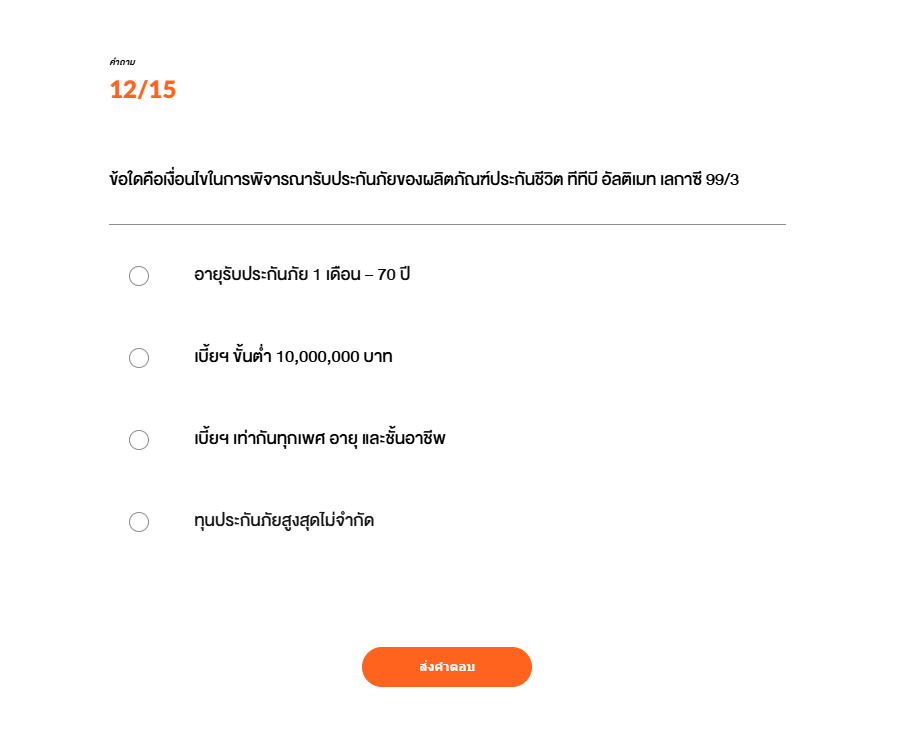 คำถาม
12/15
ข้อใดคือเงื่อนไขในการพิจารณารับประกันภัยของผลิตภัณฑ์ประกันชีวิต ทีทีบี อัลติเมท เลกาซี 99/3
อายุรับประกันภัย 1 เดือน – 70 ปี
เบี้ยฯ ขั้นต่ำ 10,000,000 บาท
เบี้ยฯ เท่ากันทุกเพศ อายุ และชั้นอาชีพ
ทุนประกันภัยสูงสุดไม่จำกัด
ส่งคำตอบ